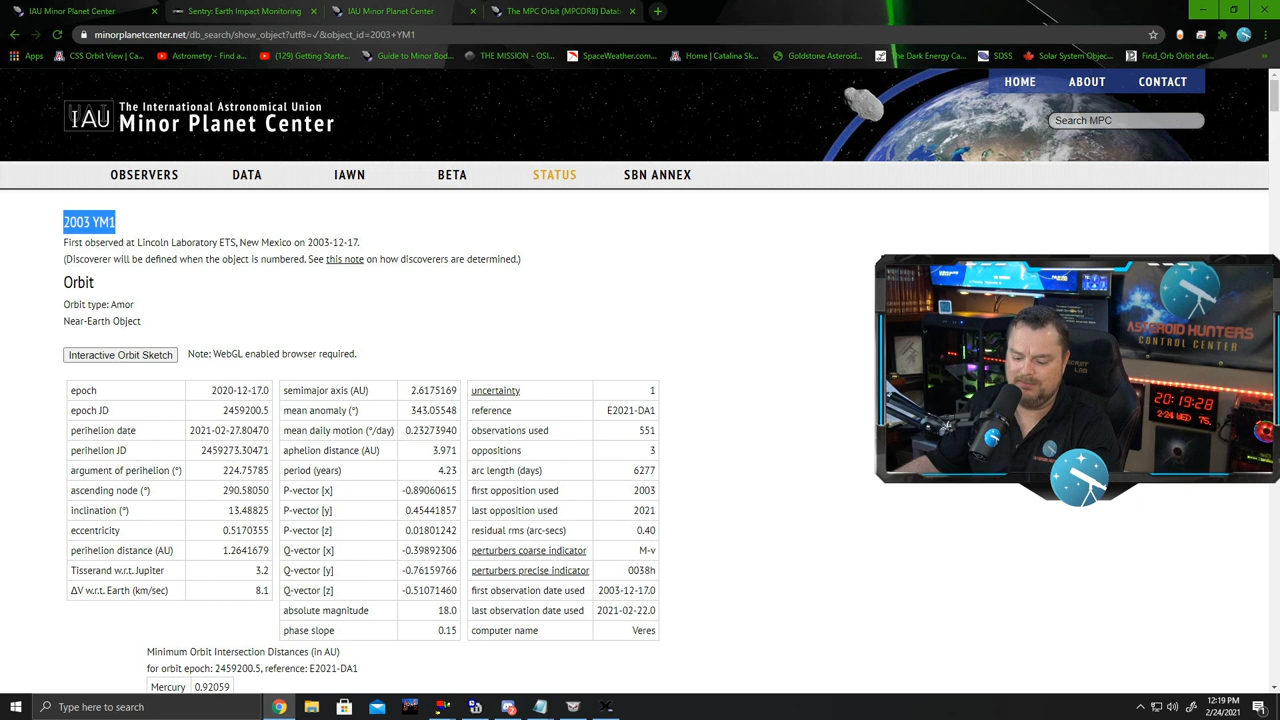 IAU Minor Planet Center
Sentry: Earth Impact Monitoring
IAU Minor Planet Center
The MPC Orbit (MPCORB) Datab
minorplanetcenter.net/db_search/show_object?utf8=✓&object_id=2003+YM1
Apps
CSS Orbit View | Ca...
Astrometry - Find a...
(129) Getting Starte...
Guide to Minor Bod...
THE MISSION - OSI...
SpaceWeather.com...
Home | Catalina Sk...
Goldstone Asteroid...
The Dark Energy Ca...
SDSS
Solar System Objec...
Find_Orb Orbit det...
HOME
ABOUT
CONTACT
IAU
The International Astronomical Union
Minor Planet Center
Search MPC
OBSERVERS
DATA
IAWN
BETA
STATUS
SBN ANNEX
2003 YM1
First observed at Lincoln Laboratory ETS, New Mexico on 2003-12-17.
(Discoverer will be defined when the object is numbered. See this note on how discoverers are determined.)
Orbit
Orbit type: Amor
Near-Earth Object
Interactive Orbit Sketch
Note: WebGL enabled browser required.
epoch 2020-12-17.0
epoch JD 2459200.5
perihelion date 2021-02-27.80470
perihelion JD 2459273.30471
argument of perihelion (°) 224.75785
ascending node (°) 290.58050
inclination (°) 13.48825
eccentricity 0.5170355
perihelion distance (AU) 1.2641679
Tisserand w.r.t. Jupiter 3.2
ΔV w.r.t. Earth (km/sec) 8.1
semimajor axis (AU) 2.6175169
mean anomaly (°) 343.05548
mean daily motion (°/day) 0.23273940
aphelion distance (AU) 3.971
period (years) 4.23
P-vector [x] -0.89060615
P-vector [y] 0.45441857
P-vector [z] 0.01801242
Q-vector [x] -0.39892306
Q-vector [y] -0.76159766
Q-vector [z] -0.51071460
absolute magnitude 18.0
phase slope 0.15
uncertainty 1
reference E2021-DA1
observations used 551
oppositions 3
arc length (days) 6277
first opposition used 2003
last opposition used 2021
residual rms (arc-secs) 0.40
perturbers coarse indicator M-v
perturbers precise indicator 0038h
first observation date used 2003-12-17.0
last observation date used 2021-02-22.0
computer name Veres
Minimum Orbit Intersection Distances (in AU)
for orbit epoch: 2459200.5, reference: E2021-DA1
Mercury 0.92059
ASTEROID HUNTERS
CONTROL CENTER
20:19:28
2-24 WED 75.
Type here to search
12:19 PM
2/24/2021